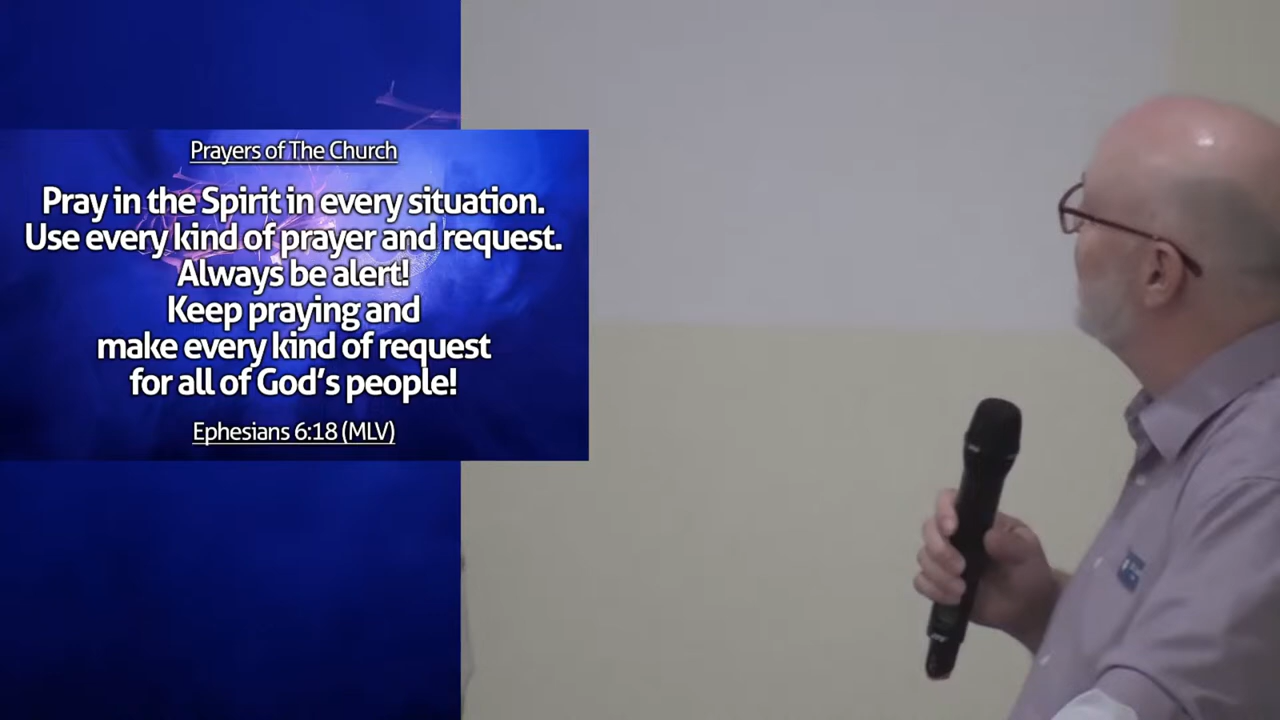 Prayers of The Church
Pray in the Spirit in every situation.
Use every kind of prayer and request.
Always be alert!
Keep praying and
make every kind of request
for all of God's people!
Ephesians 6:18 (MLV)